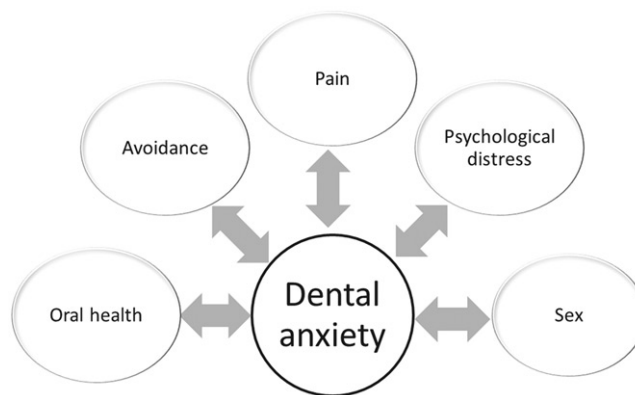 Pain
Avoidance
Psychological
distress
Oral health
Dental
anxiety
Sex